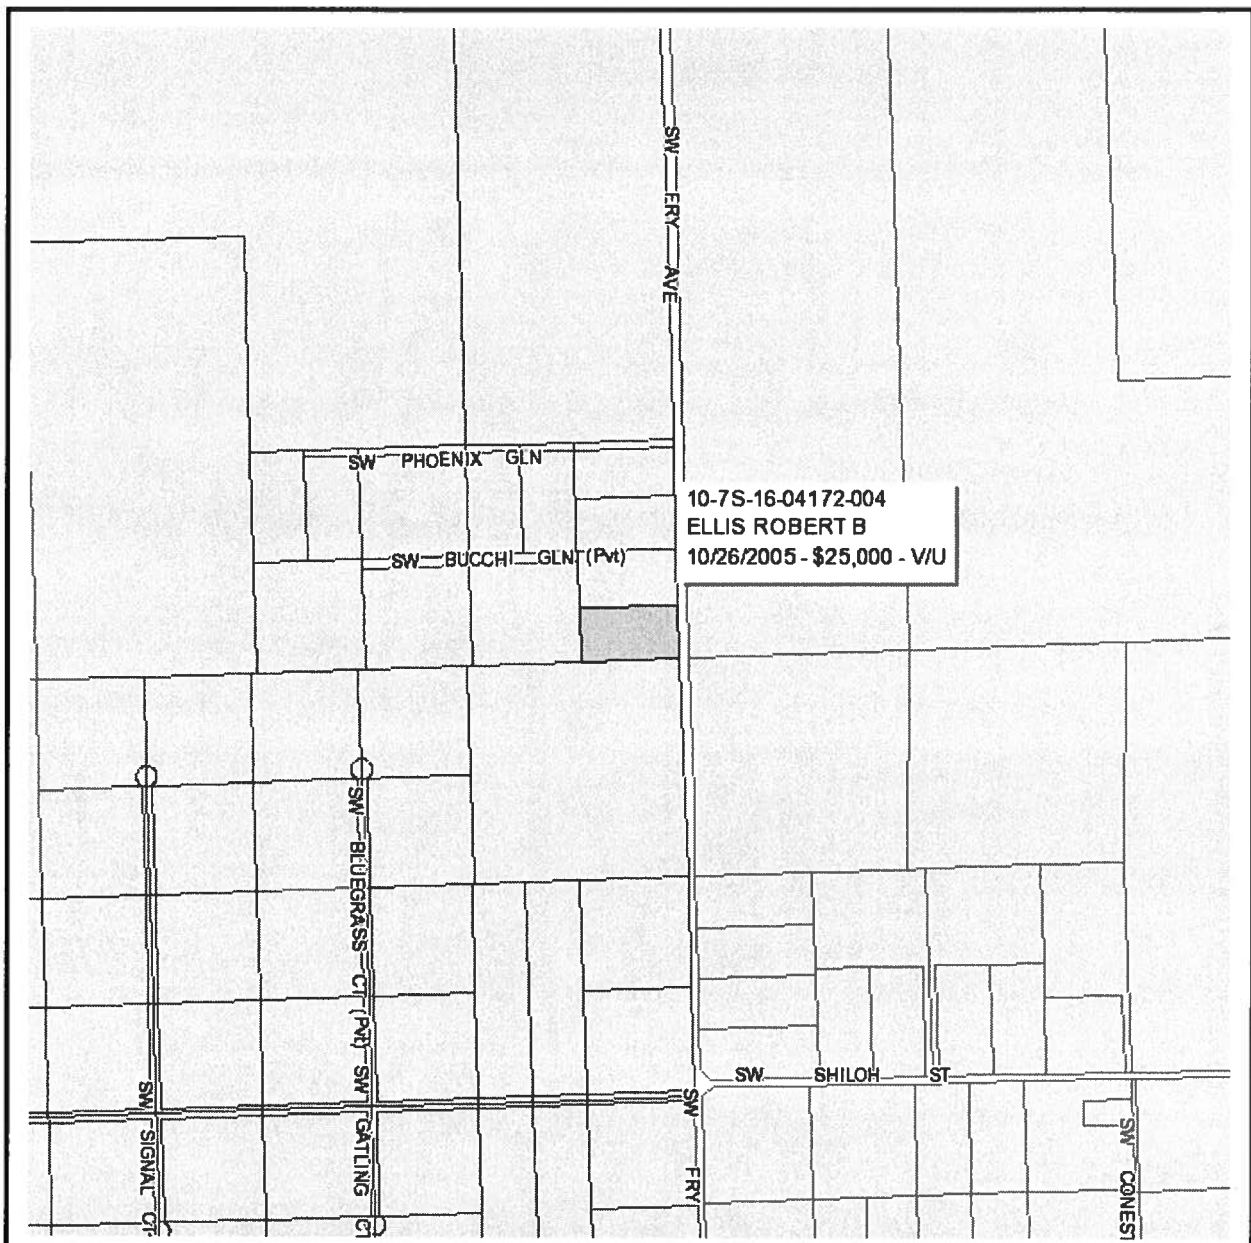 SW FRY AVE
SW PHOENIX GLN
10-7S-16-04172-004
ELLIS ROBERT B
10/26/2005 - $25,000 - V/U
SW BUCCHI GLN (Pvt)
SW BLUEGRASS CT (Pvt)
SW SHILOH ST
SW SIGNAL CT
SW GATLING CT
SW FRY
SW CONEST